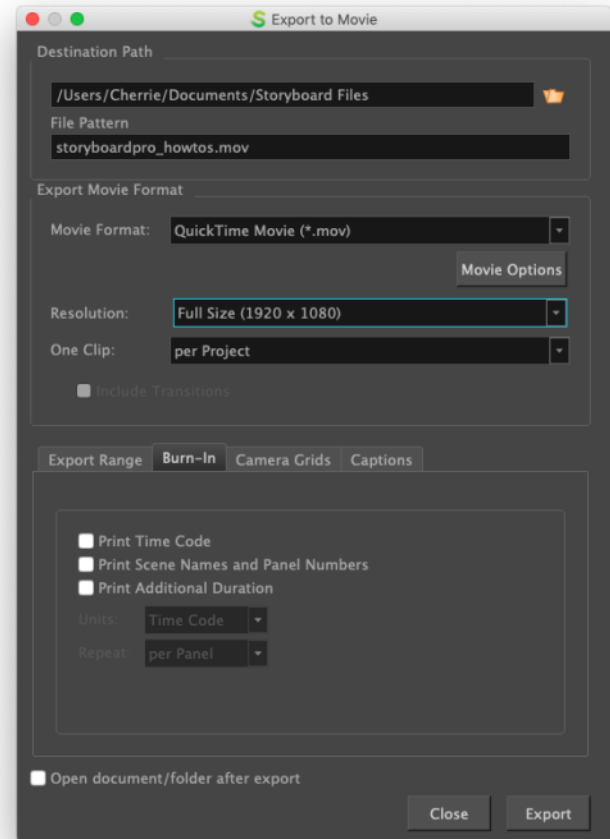 Export to Movie
Destination Path
/Users/Cherrie/Documents/Storyboard Files
File Pattern
storyboardpro_howtos.mov
Export Movie Format
Movie Format: QuickTime Movie (*.mov)
Movie Options
Resolution: Full Size (1920 x 1080)
One Clip: per Project
Include Transitions
Export Range Burn-In Camera Grids Captions
Print Time Code
Print Scene Names and Panel Numbers
Print Additional Duration
Units: Time Code
Repeat per Panel
Open document/folder after export
Close Export